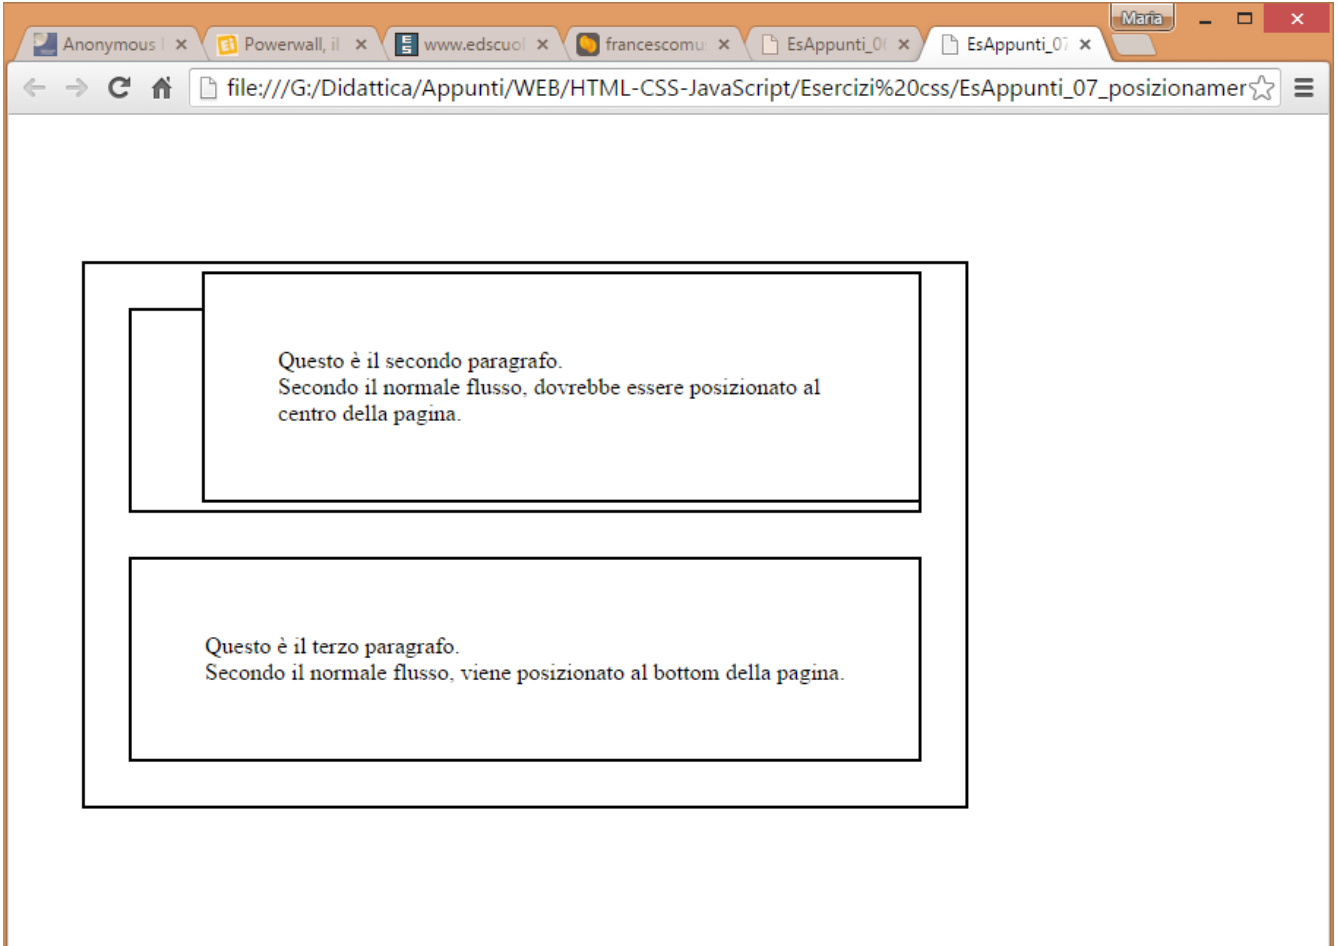 Maria
Anonymous
Powerwall, il
www.edscuol
francescomu
EsAppunti_0
EsAppunti_07
file:///G:/Didattica/Appunti/WEB/HTML-CSS-JavaScript/Esercizi%20css/EsAppunti_07_posizionamer
Questo è il secondo paragrafo.
Secondo il normale flusso, dovrebbe essere posizionato al
centro della pagina.
Questo è il terzo paragrafo.
Secondo il normale flusso, viene posizionato al bottom della pagina.